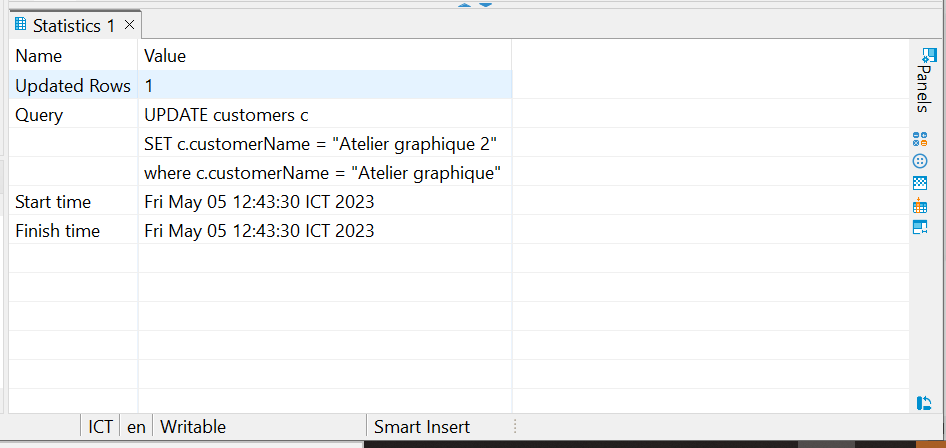 Statistics 1
Name Value
Updated Rows 1
Query UPDATE customers c
SET c.customerName = "Atelier graphique 2"
where c.customerName = "Atelier graphique"
Start time Fri May 05 12:43:30 ICT 2023
Finish time Fri May 05 12:43:30 ICT 2023
Panels
ICT en Writable Smart Insert